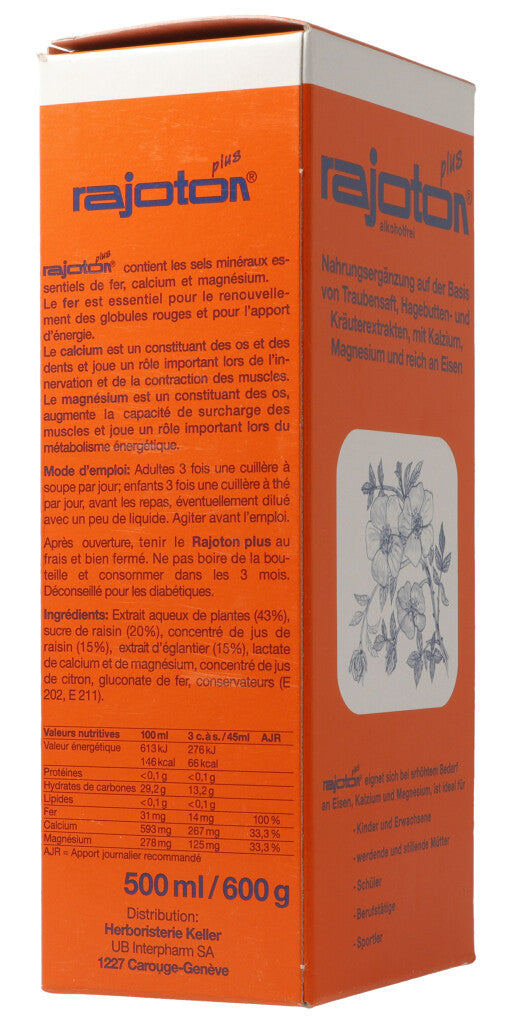 plus
rajoton®
rajoton plus® contient les sels minéraux es-
sentiels de fer, calcium et magnésium.
Le fer est essentiel pour le renouvelle-
ment des globules rouges et pour l'apport
d'énergie.
Le calcium est un constituant des os et des
dents et joue un rôle important lors de l'in-
nervation et de la contraction des muscles.
Le magnésium est un constituant des os,
augmente la capacité de surcharge des
muscles et joue un rôle important lors du
métabolisme énergétique.
Mode d'emploi: Adultes 3 fois une cuillère à
soupe par jour; enfants 3 fois une cuillère à thé
par jour, avant les repas, éventuellement dilué
avec un peu de liquide. Agiter avant l'emploi.
Après ouverture, tenir le Rajoton plus au
frais et bien fermé. Ne pas boire de la bou-
teille et consommer dans les 3 mois.
Déconseillé pour les diabétiques.
Ingrédients: Extrait aqueux de plantes (43%),
sucre de raisin (20%), concentré de jus de
raisin (15%), extrait d'églantier (15%), lactate
de calcium et de magnésium, concentré de jus
de citron, gluconate de fer, conservateurs (E
202, E 211).
Valeurs nutritives 100 ml 3 c. à s. / 45ml AJR
Valeur énergétique 613 kJ 276 kJ
146 kcal 66 kcal
Protéines <0,1 g <0,1 g
Hydrates de carbones 29,2 g 13,2 g
Lipides <0,1 g <0,1 g
Fer 31 mg 14 mg 100 %
Calcium 593 mg 267 mg 33,3 %
Magnésium 278 mg 125 mg 33,3 %
AJR = Apport journalier recommandé
500 ml / 600 g
Distribution:
Herboristerie Keller
UB Interpharm SA
1227 Carouge-Genève
plus
rajoton®
alkoholfrei
Nahrungsergänzung auf der Basis
von Traubensaft, Hagebutten- und
Kräuterextrakten, mit Kalzium,
Magnesium und reich an Eisen
rajoton plus® eignet sich bei erhöhtem Bedarf
an Eisen, Kalzium und Magnesium, ist ideal für
- Kinder und Erwachsene
- werdende und stillende Mütter
- Schüler
- Berufstätige
- Sportler